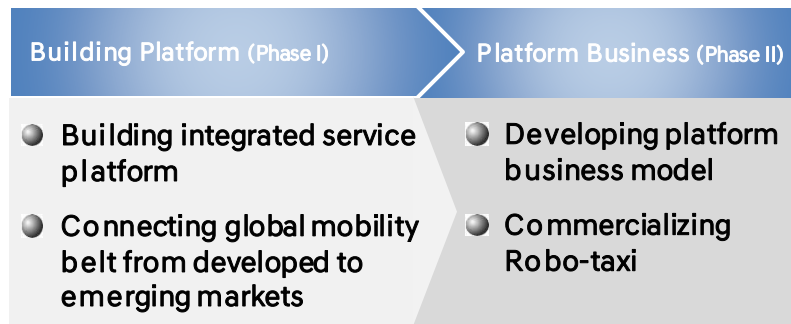 Building Platform (Phase I)
Platform Business (Phase II)
Building integrated service
platform
Connecting global mobility
belt from developed to
emerging markets
Developing platform
business model
Commercializing
Robo-taxi